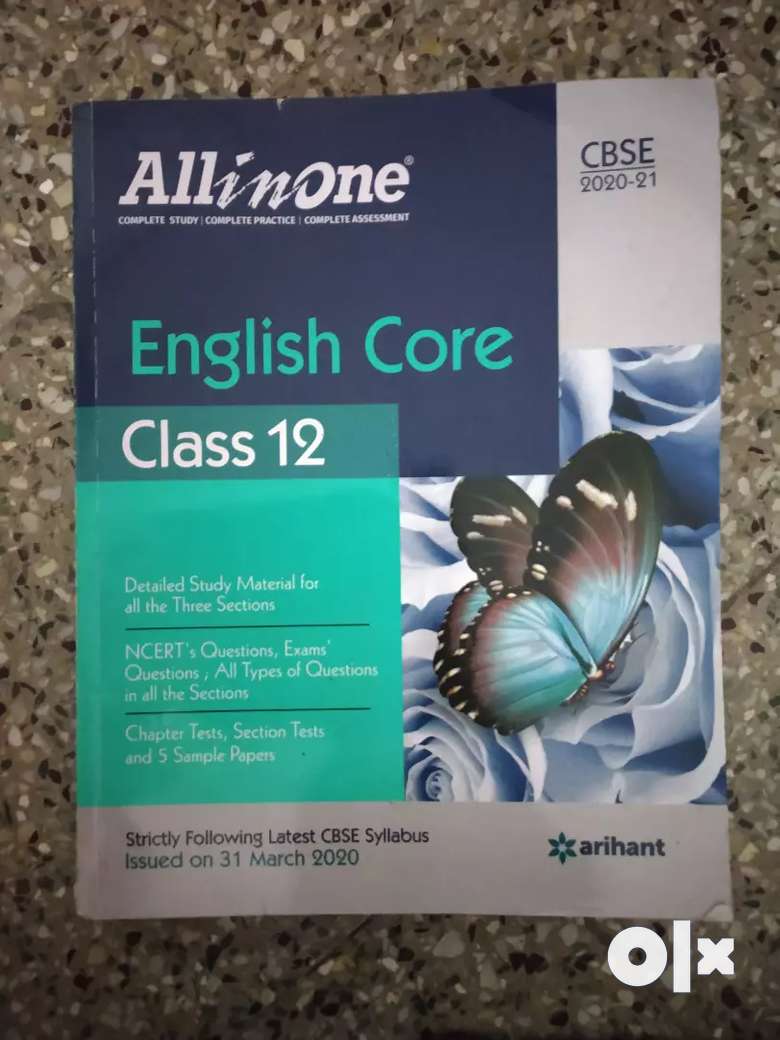 All in One®
COMPLETE STUDY | COMPLETE PRACTICE | COMPLETE ASSESSMENT
CBSE
2020-21
English Core
Class 12
Detailed Study Material for
all the Three Sections
NCERT's Questions, Exams'
Questions , All Types of Questions
in all the Sections
Chapter Tests, Section Tests
and 5 Sample Papers
Strictly Following Latest CBSE Syllabus
Issued on 31 March 2020
arihant
olx